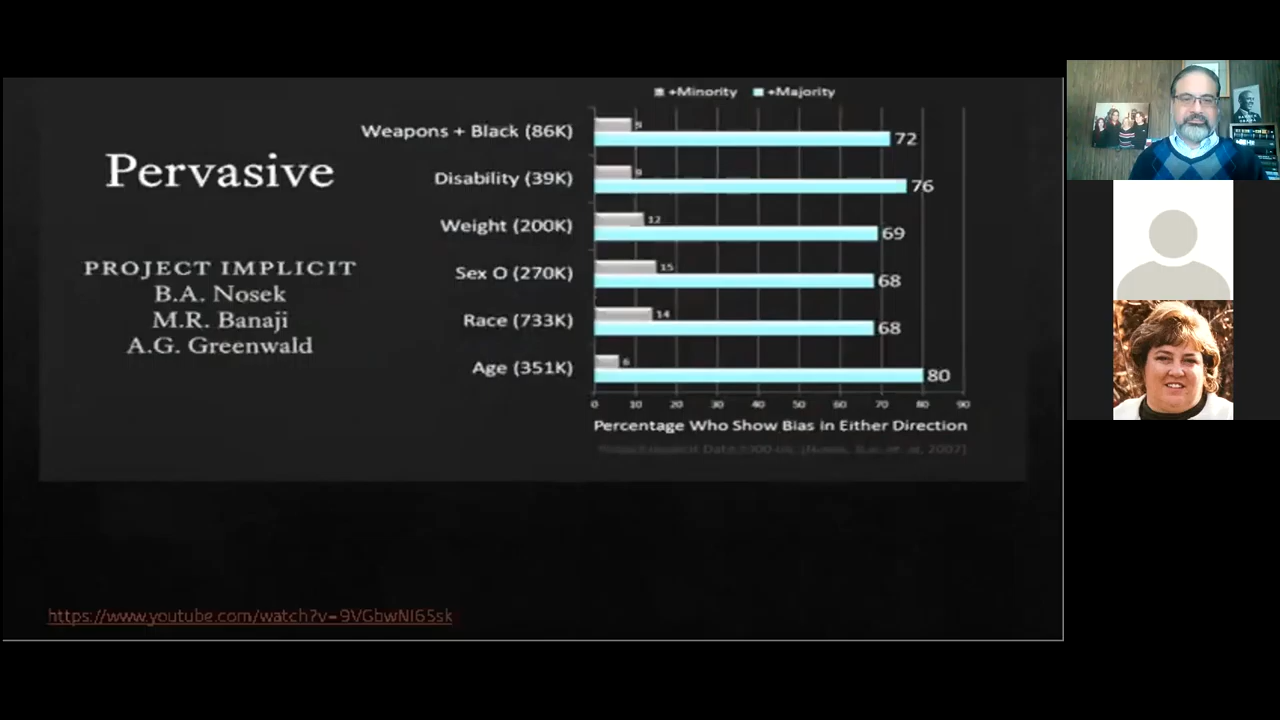 +Minority +Majority
Pervasive
PROJECT IMPLICIT
B.A. Nosek
M.R. Banaji
A.G. Greenwald
Weapons + Black (86K) 9 72
Disability (39K) 9 76
Weight (200K) 12 69
Sex O (270K) 15 68
Race (733K) 14 68
Age (351K) 6 80
0 10 20 30 40 50 60 70 80 90
Percentage Who Show Bias in Either Direction
2007)
https://www.youtube.com/watch?v=9VGbwNI65sk